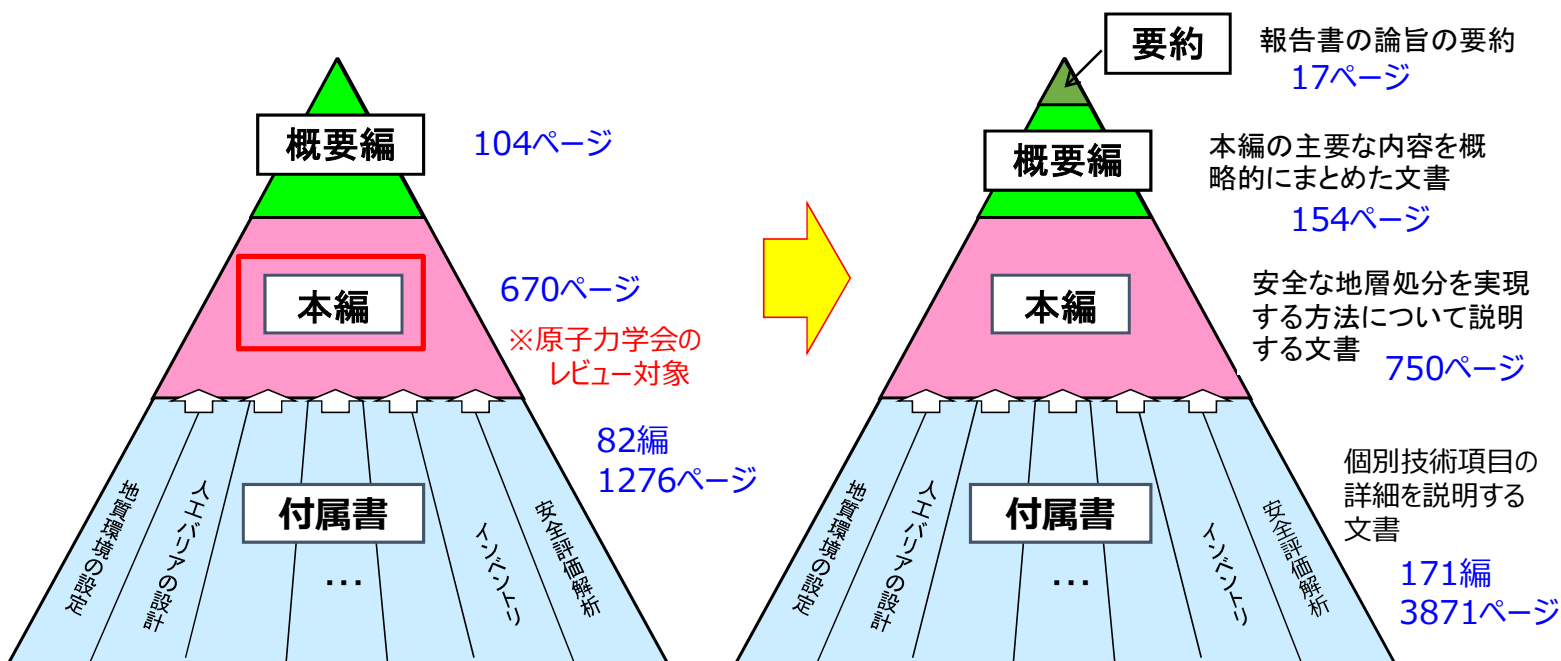 概要編
104ページ
本編
670ページ
※原子力学会の
レビュー対象
82編
1276ページ
付属書
地質環境の設定
人工バリアの設計
…
インベントリ
安全評価解析
要約
報告書の論旨の要約
17ページ
概要編
本編の主要な内容を概
略的にまとめた文書
154ページ
本編
安全な地層処分を実現
する方法について説明
する文書
750ページ
付属書
地質環境の設定
人工バリアの設計
…
インベントリ
安全評価解析
個別技術項目の
詳細を説明する
文書
171編
3871ページ